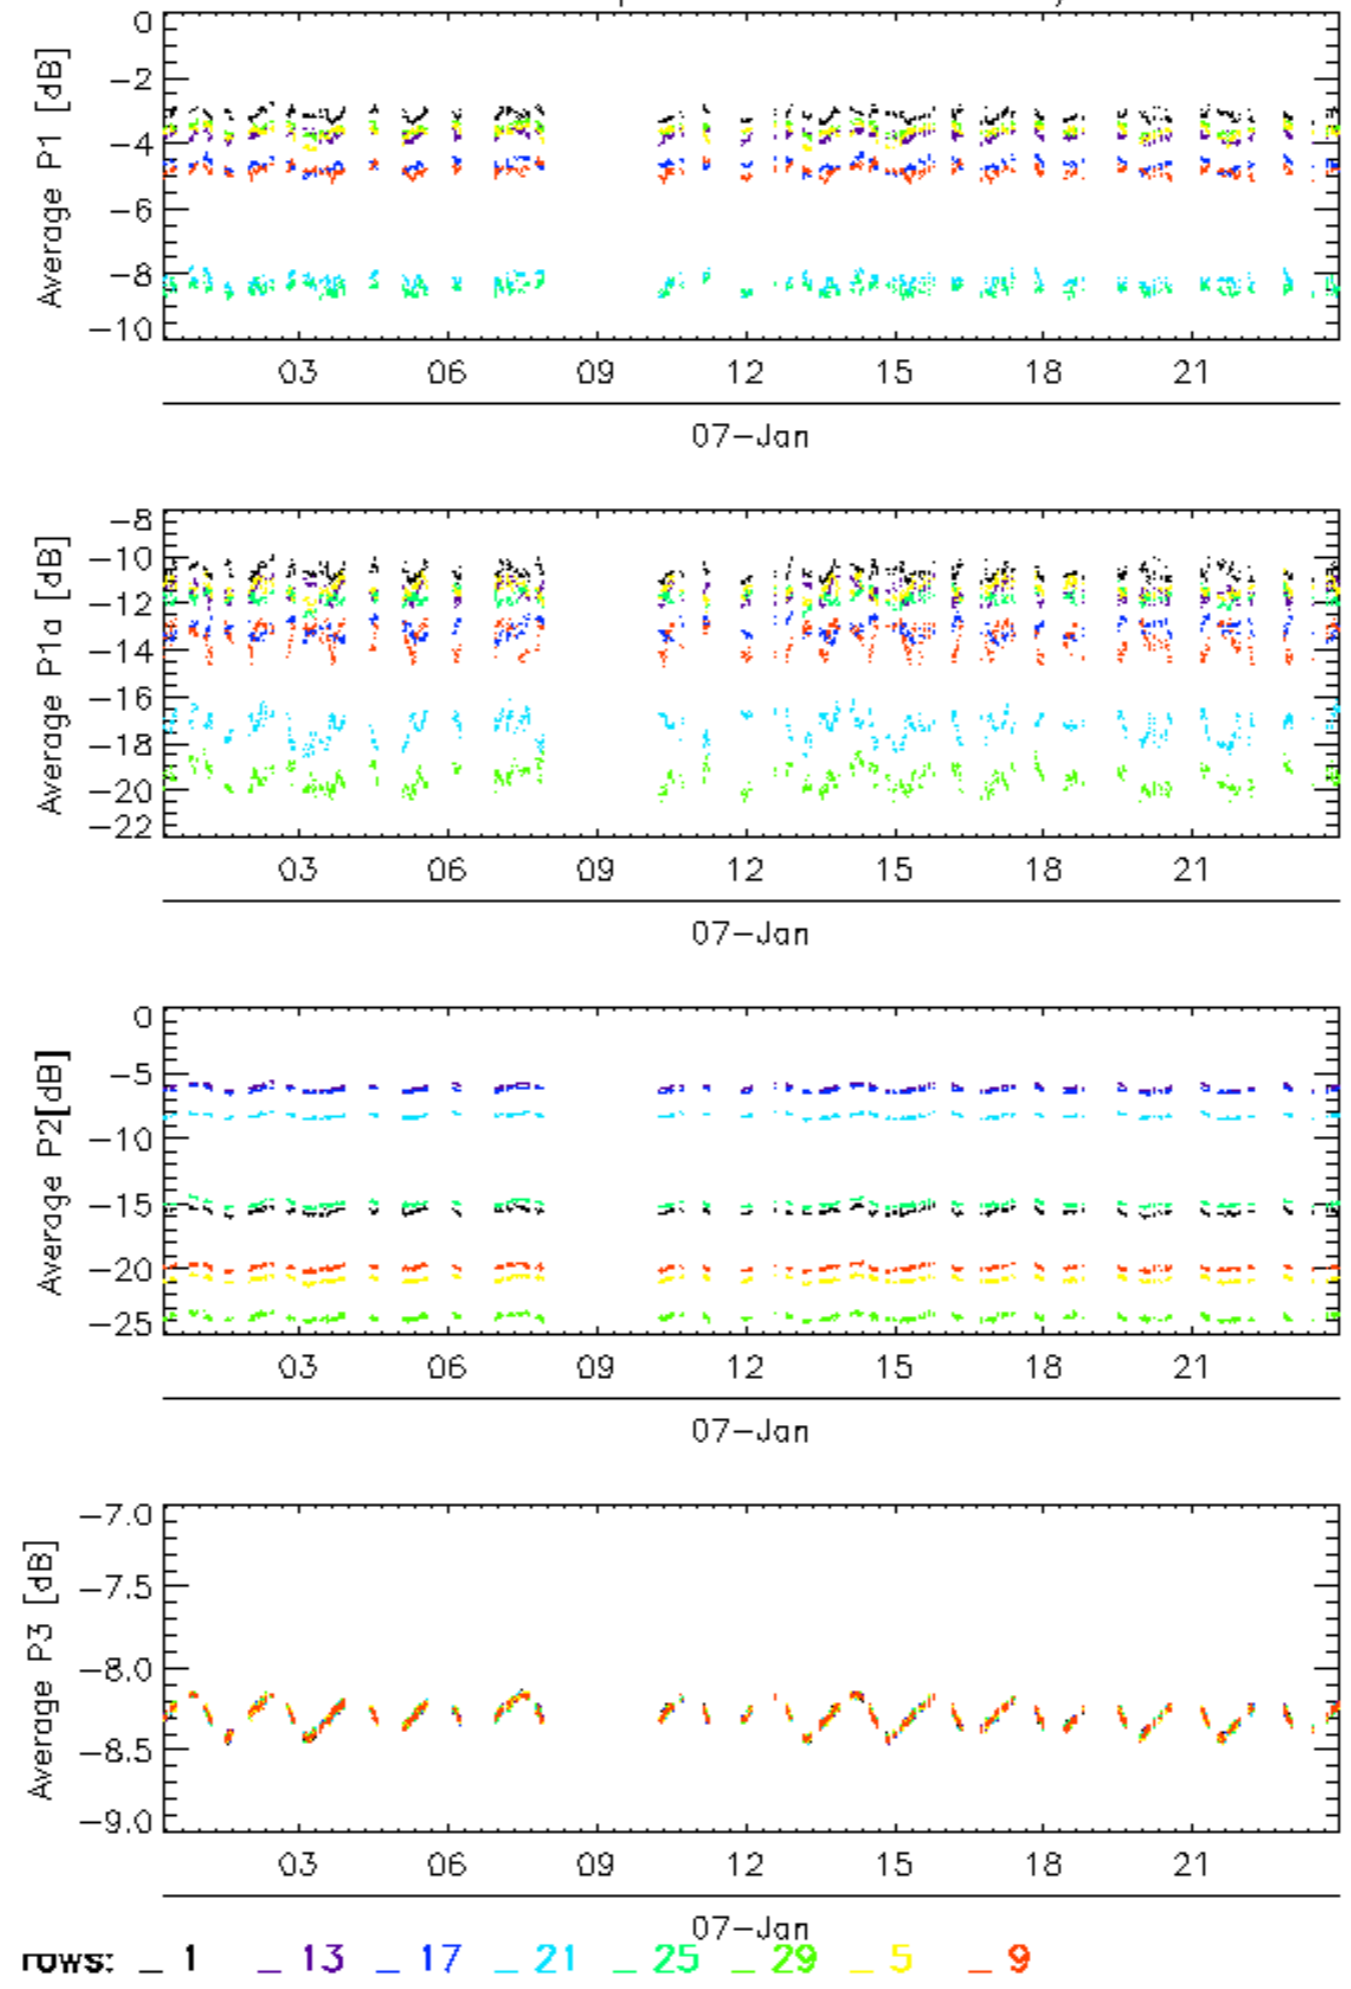 Average P1 [dB]
0
−2
−4
−6
−8
−10
03 06 09 12 15 18 21
07−Jan
Average P1a [dB]
−8
−10
−12
−14
−16
−18
−20
−22
03 06 09 12 15 18 21
07−Jan
Average P2[dB]
0
−5
−10
−15
−20
−25
03 06 09 12 15 18 21
07−Jan
Average P3 [dB]
−7.0
−7.5
−8.0
−8.5
−9.0
03 06 09 12 15 18 21
07−Jan
rows: _ 1 _ 13 _ 17 _ 21 _ 25 _ 29 _ 5 _ 9